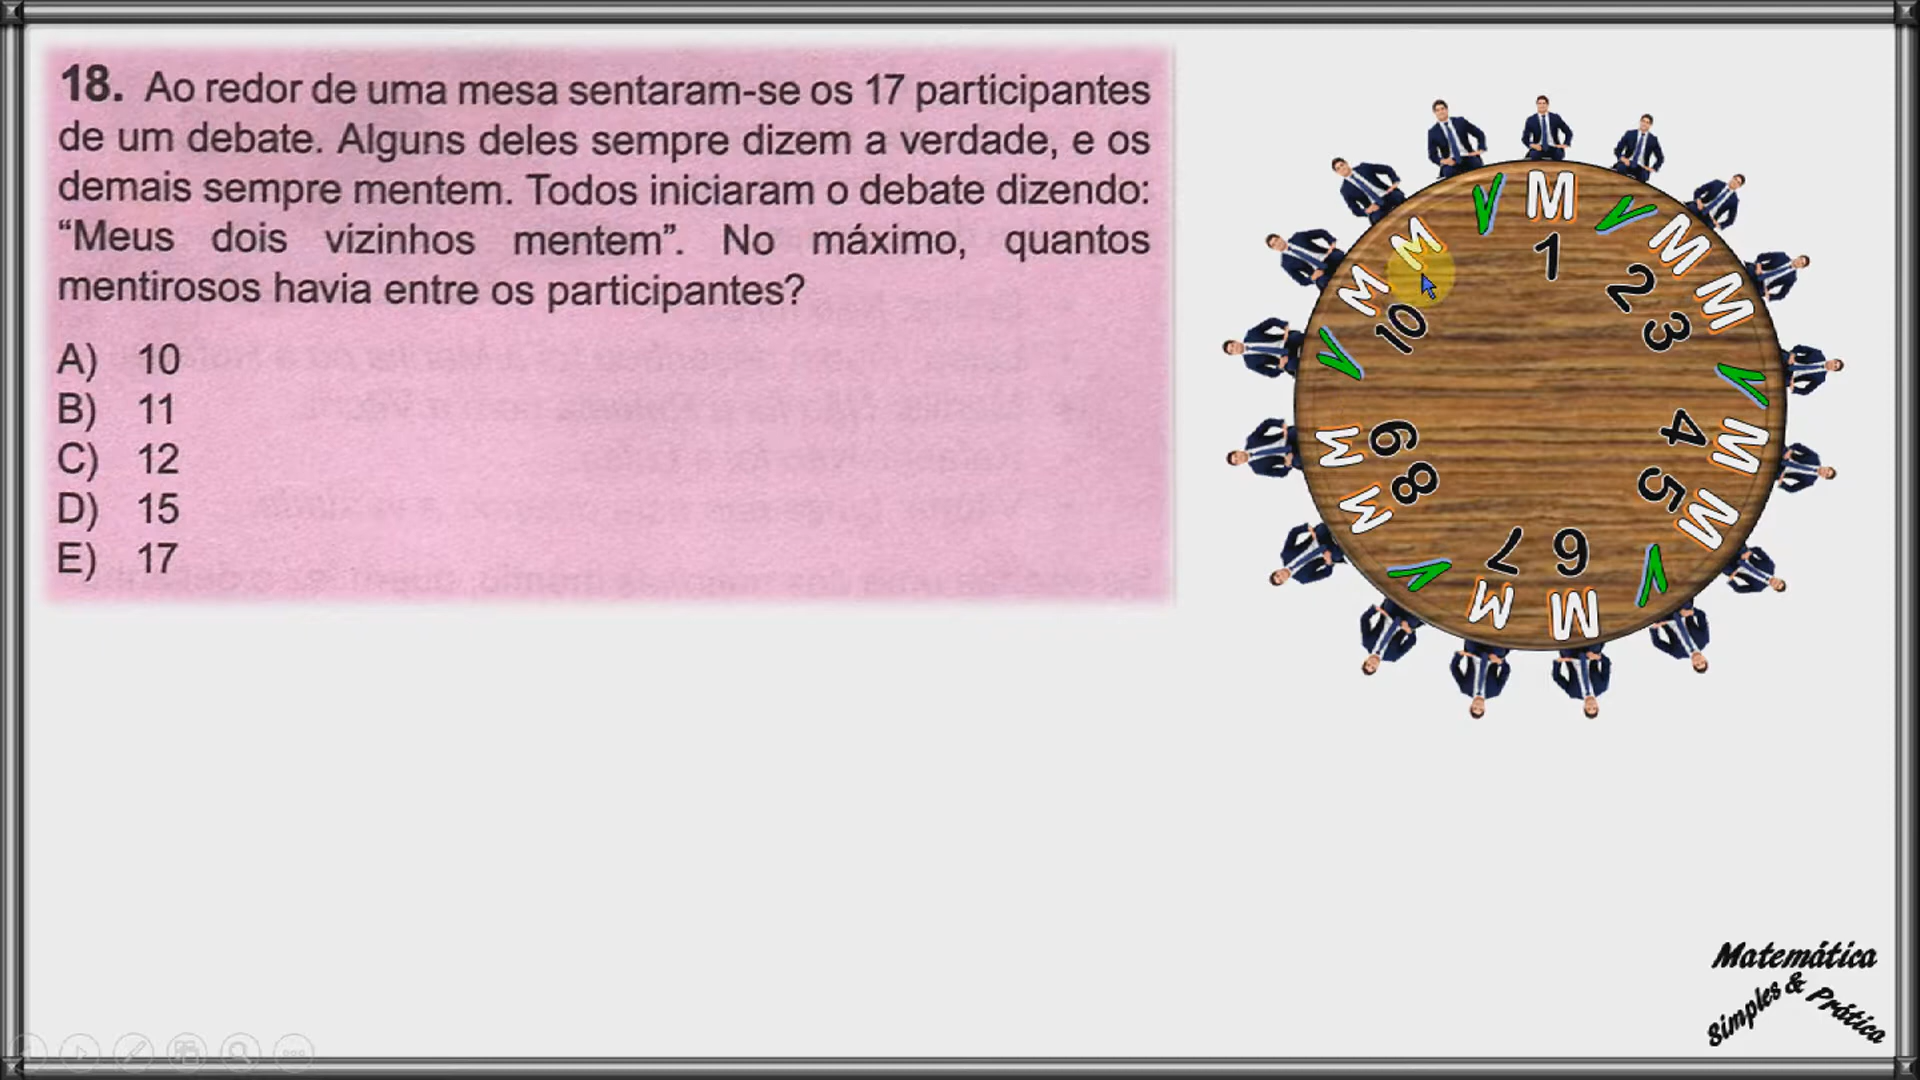 18. Ao redor de uma mesa sentaram-se os 17 participantes
de um debate. Alguns deles sempre dizem a verdade, e os
demais sempre mentem. Todos iniciaram o debate dizendo:
“Meus dois vizinhos mentem”. No máximo, quantos
mentirosos havia entre os participantes?
A) 10
B) 11
C) 12
D) 15
E) 17
V M V M M V M M V M M V M M V M M
1 2 3 4 5 6 7 8 9 10
Matemática
Simples & Prática